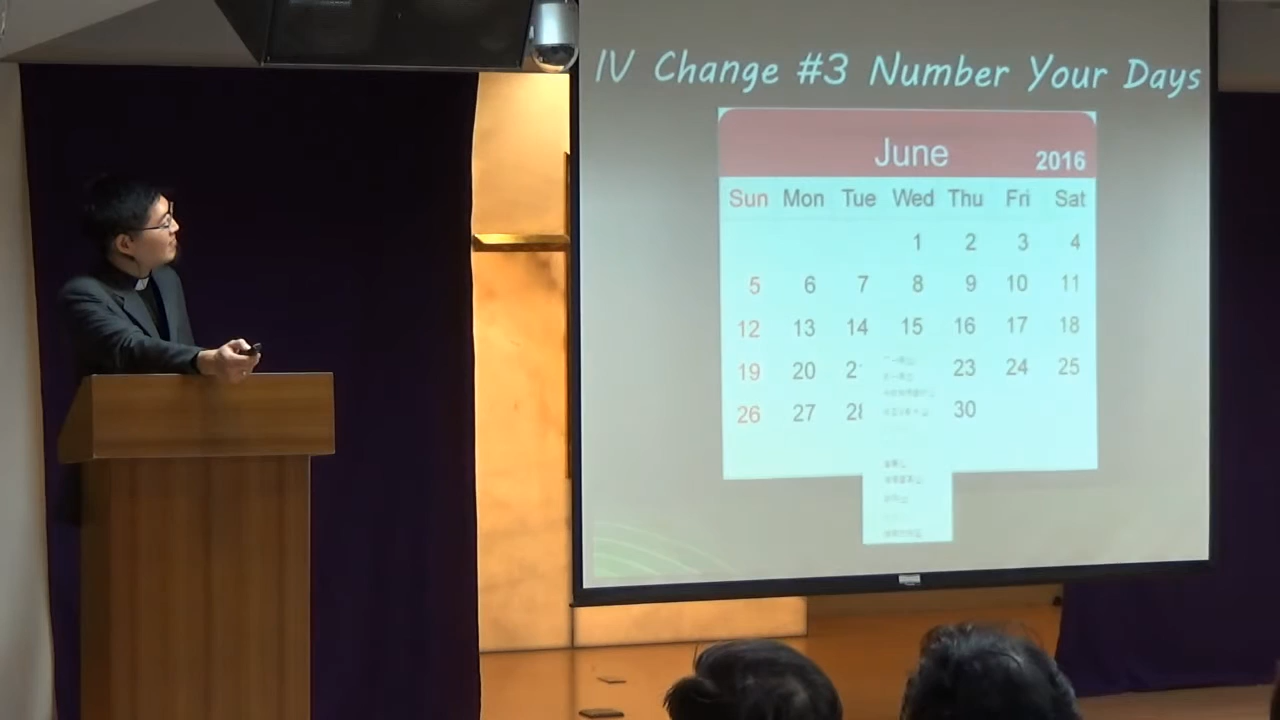 IV Change #3 Number Your Days
June 2016
Sun Mon Tue Wed Thu Fri Sat
1 2 3 4
5 6 7 8 9 10 11
12 13 14 15 16 17 18
19 20 2 23 24 25
26 27 28 30